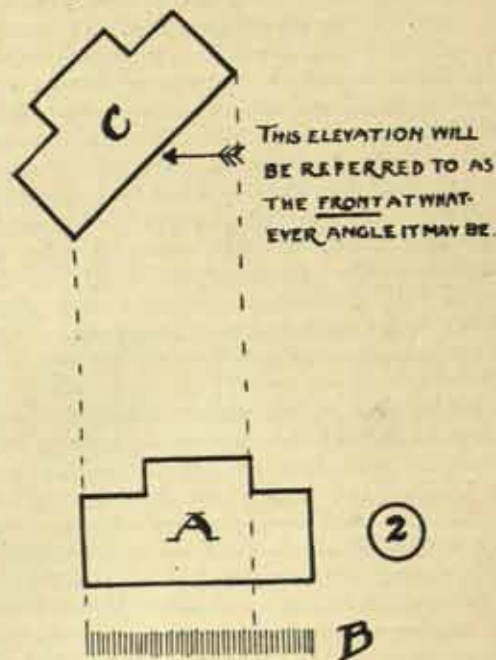 C
THIS ELEVATION WILL
BE REFERRED TO AS
THE FRONT AT WHAT-
EVER ANGLE IT MAY BE.
A
2
B